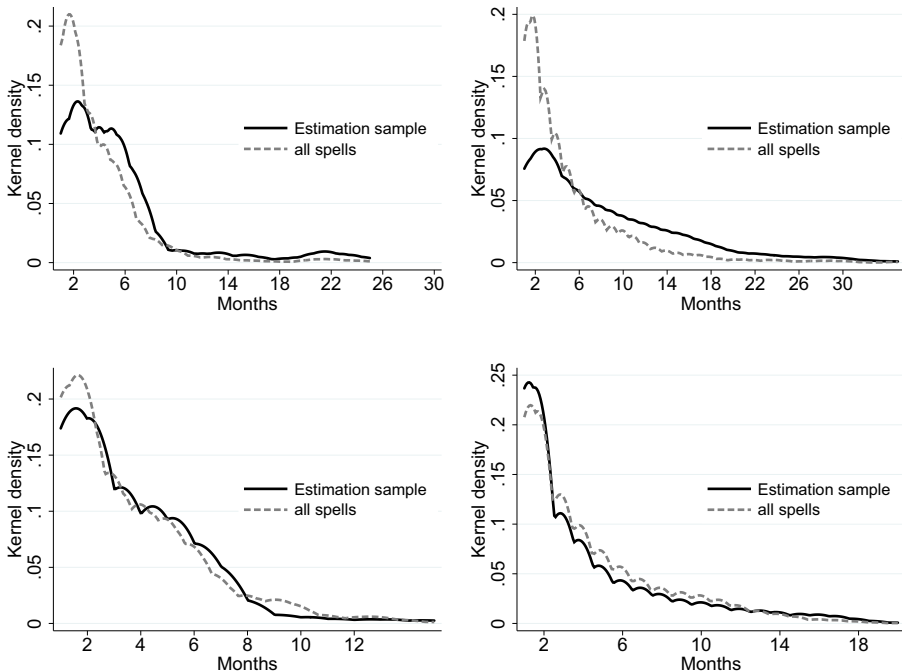 Kernel density
.2
.15
.1
.05
0
Estimation sample
all spells
2 6 10 14 18 22 26 30
Months
Kernel density
.2
.15
.1
.05
0
Estimation sample
all spells
2 6 10 14 18 22 26 30
Months
Kernel density
.2
.15
.1
.05
0
Estimation sample
all spells
2 4 6 8 10 12
Months
Kernel density
.25
.2
.15
.1
.05
0
Estimation sample
all spells
2 6 10 14 18
Months